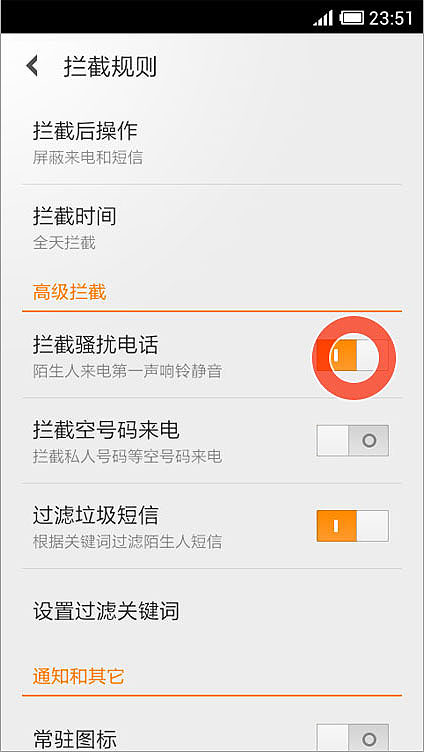 23:51
拦截规则
拦截后操作
屏蔽来电和短信
拦截时间
全天拦截
高级拦截
拦截骚扰电话
陌生人来电第一声响铃静音
拦截空号码来电
拦截私人号码等空号码来电
过滤垃圾短信
根据关键词过滤陌生人短信
设置过滤关键词
通知和其它
常驻图标